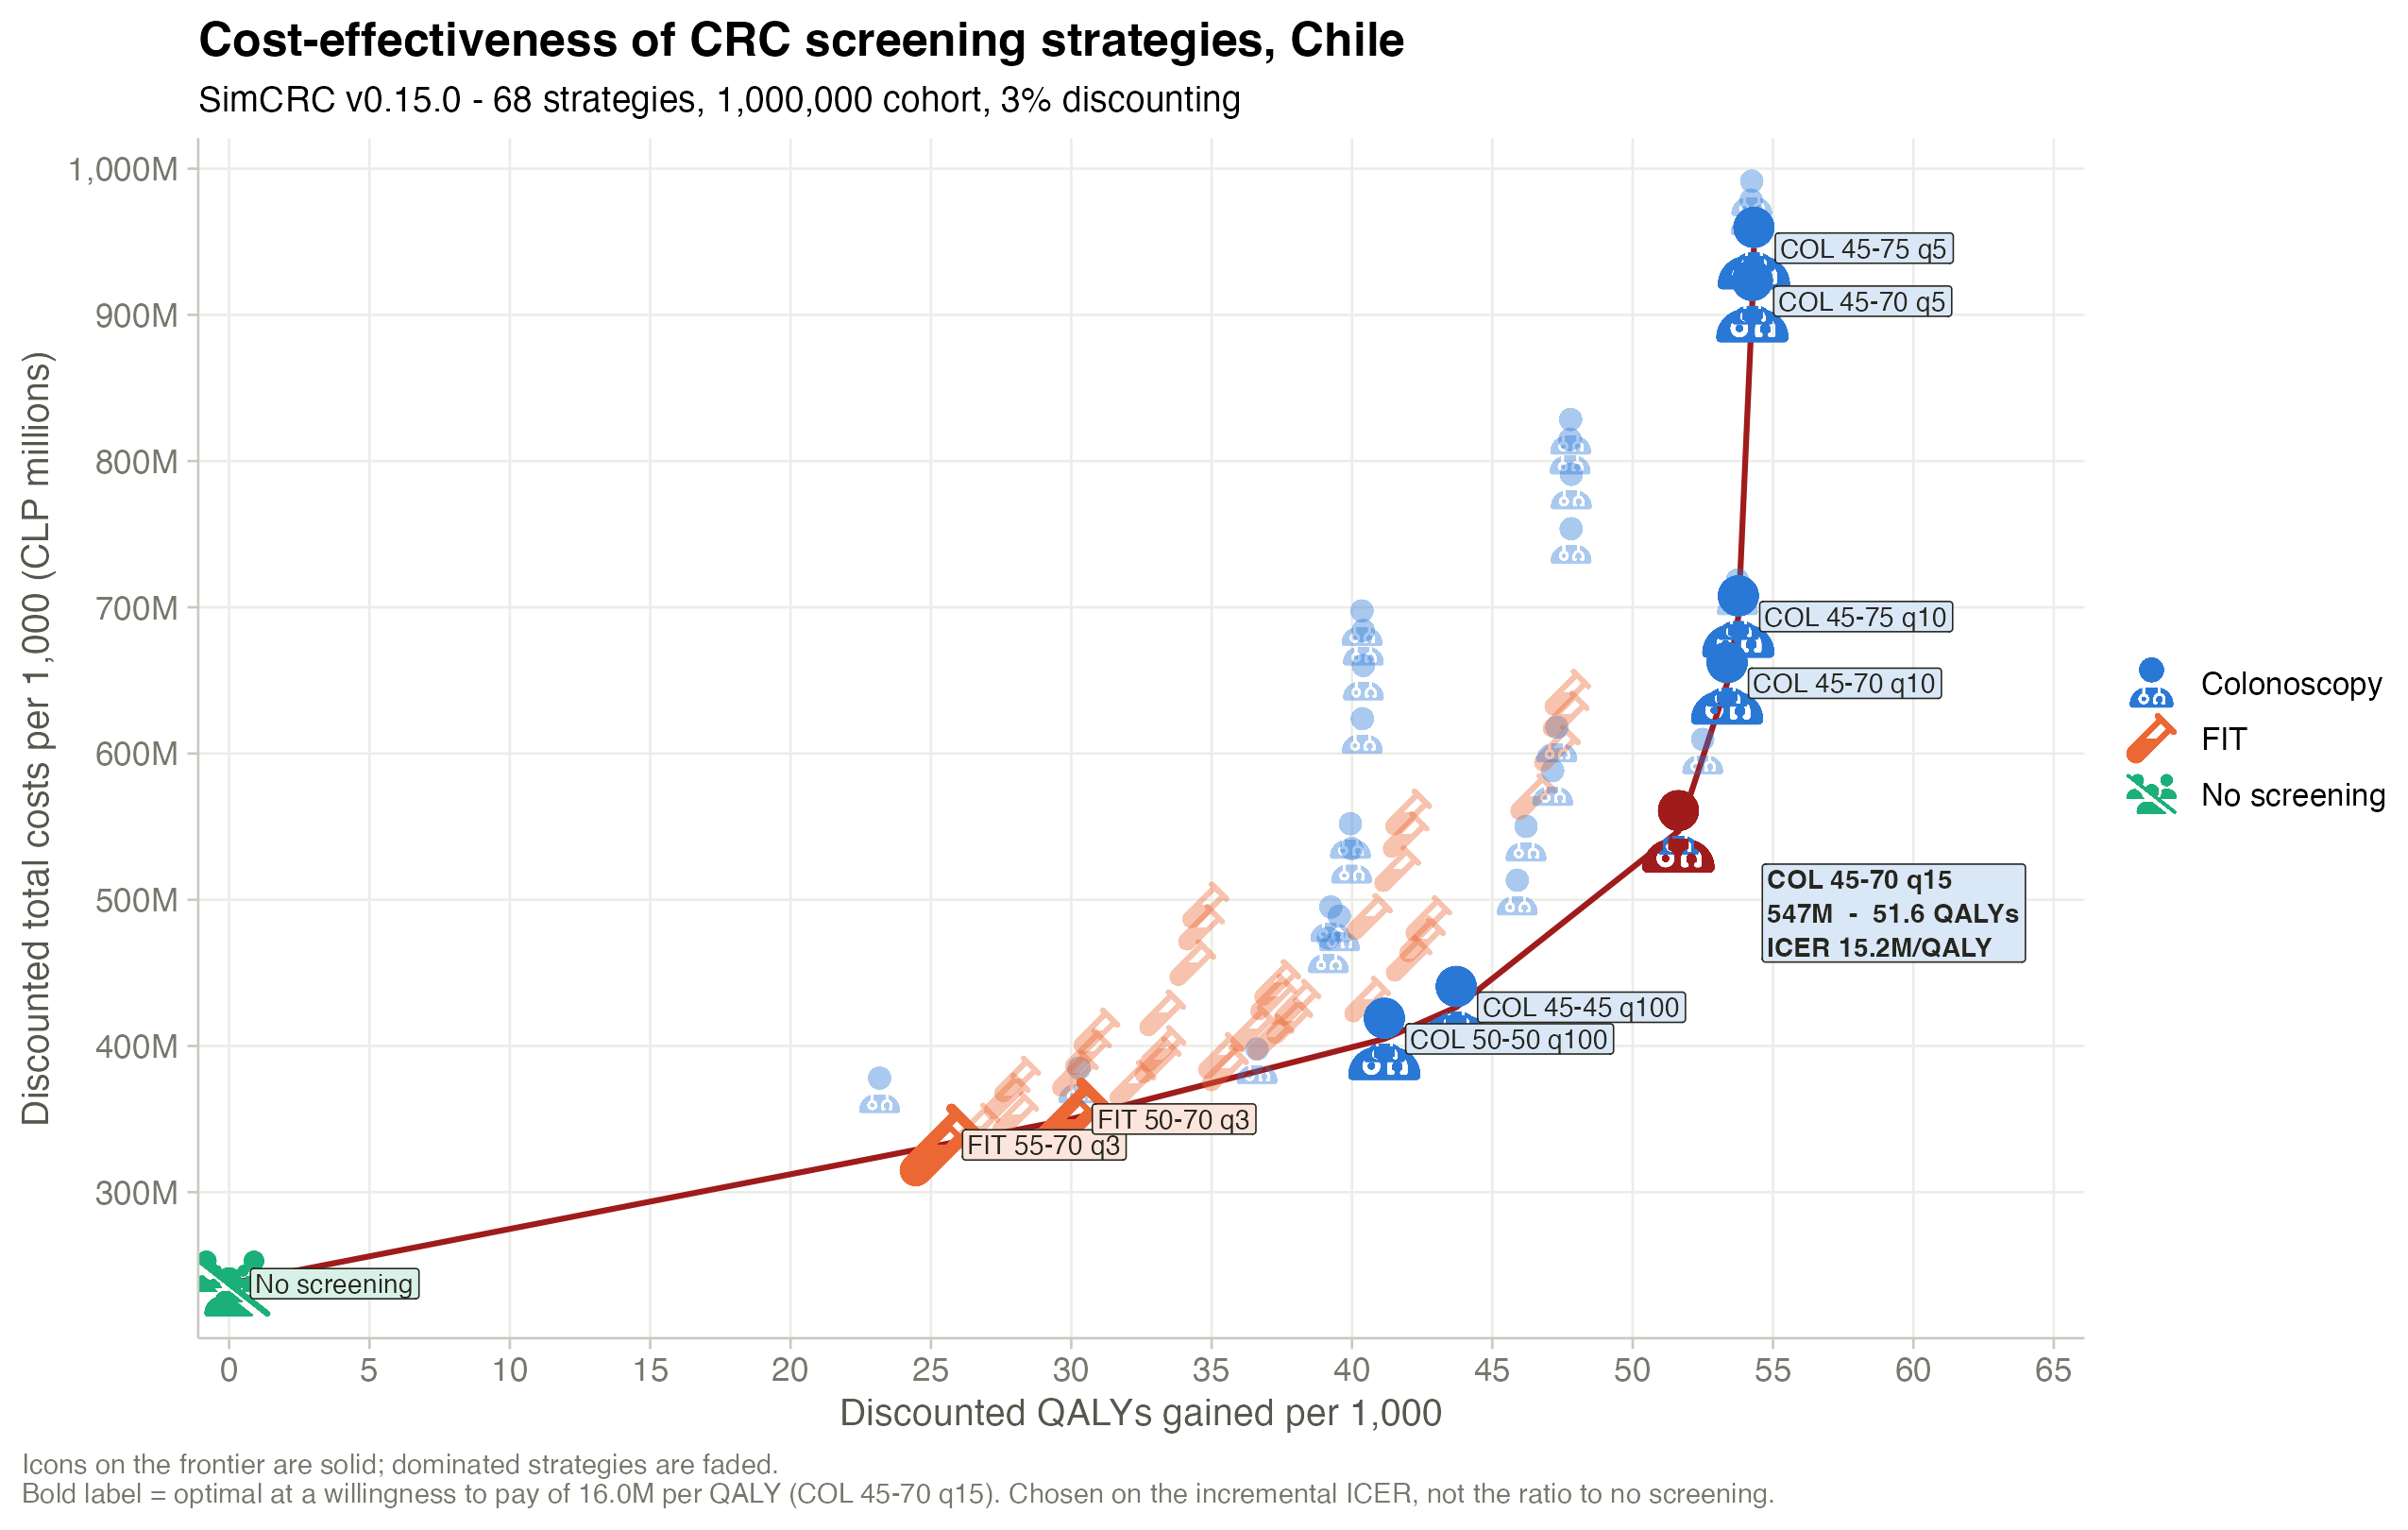 Cost-effectiveness of CRC screening strategies, Chile
SimCRC v0.15.0 - 68 strategies, 1,000,000 cohort, 3% discounting
Discounted total costs per 1,000 (CLP millions)
1,000M
900M
800M
700M
600M
500M
400M
300M
COL 45-75 q5
COL 45-70 q5
COL 45-75 q10
COL 45-70 q10
COL 45-70 q15
547M - 51.6 QALYs
ICER 15.2M/QALY
COL 45-45 q100
COL 50-50 q100
FIT 50-70 q3
FIT 55-70 q3
No screening
Colonoscopy
FIT
No screening
0 5 10 15 20 25 30 35 40 45 50 55 60 65
Discounted QALYs gained per 1,000
Icons on the frontier are solid; dominated strategies are faded.
Bold label = optimal at a willingness to pay of 16.0M per QALY (COL 45-70 q15). Chosen on the incremental ICER, not the ratio to no screening.